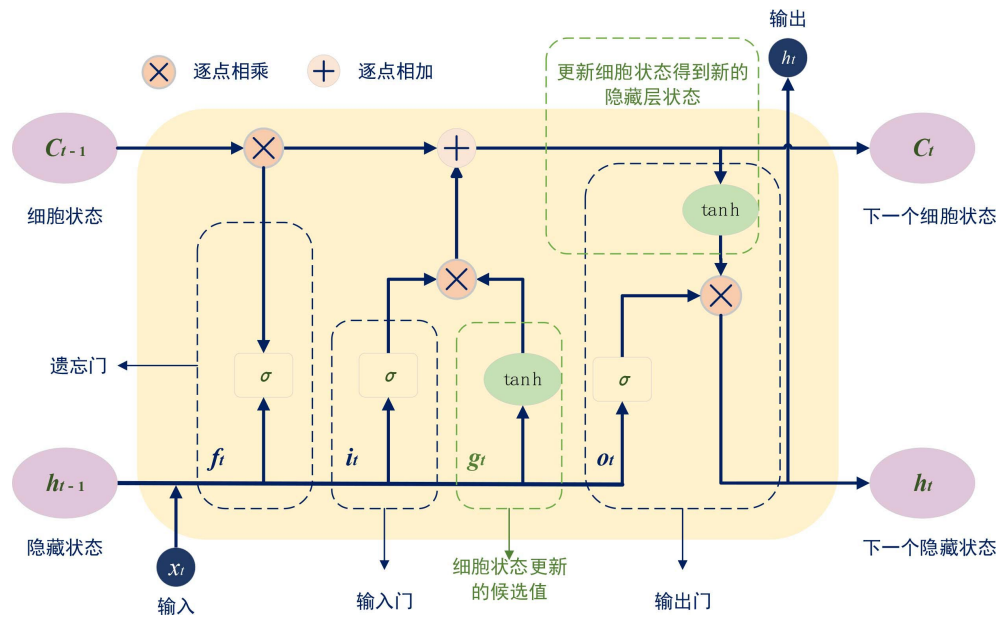 输出
hₜ
逐点相乘
逐点相加
更新细胞状态得到新的
隐藏层状态
Cₜ₋₁
Cₜ
细胞状态
tanh
下一个细胞状态
遗忘门
σ
σ
tanh
σ
fₜ
iₜ
gₜ
oₜ
hₜ₋₁
hₜ
隐藏状态
下一个隐藏状态
xₜ
细胞状态更新
的候选值
输入
输入门
输出门